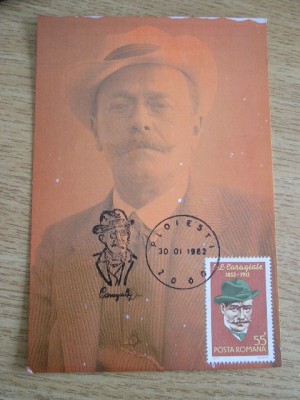 PLOIEȘTI
30 01 1982
2000
Caragiale
I.L. Caragiale
1852-1912
55
POSTA ROMANA